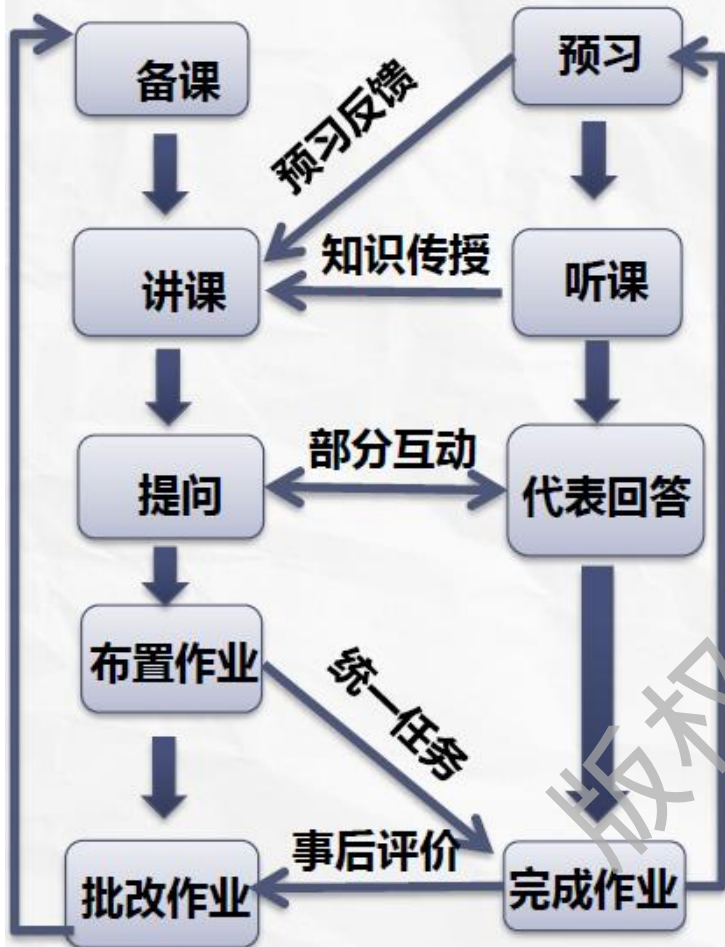 备课
预习
预习反馈
讲课
知识传授
听课
提问
部分互动
代表回答
布置作业
统一任务
批改作业
事后评价
完成作业
版权